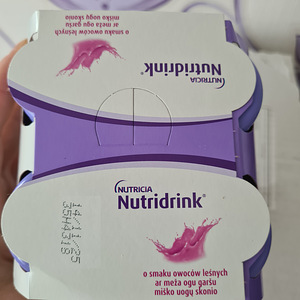 miško uogų skonio
ar meža ogu garšu
o smaku owoców leśnych
Nutridrink®
NUTRICIA
NUTRICIA
Nutridrink®
o smaku owoców leśnych
ar meža ogu garšu
miško uogų skonio